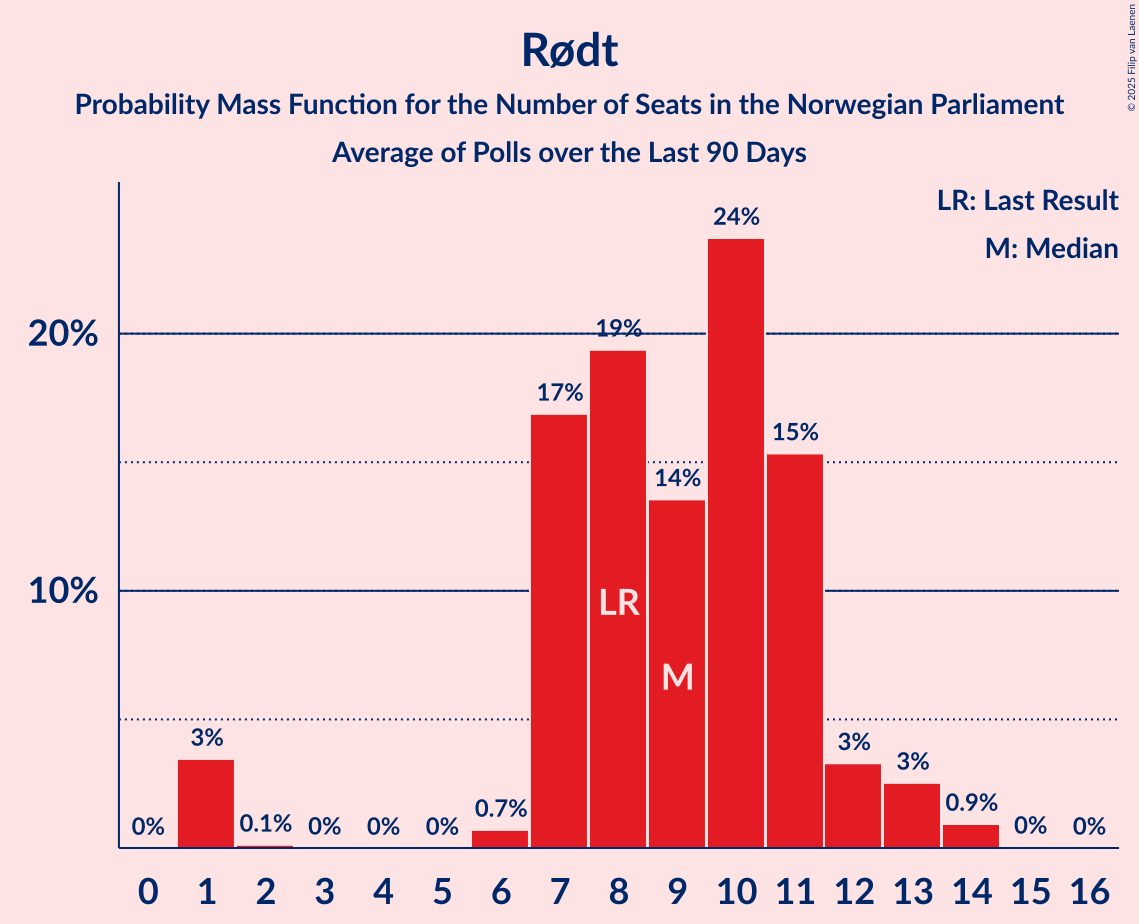 Rødt
Probability Mass Function for the Number of Seats in the Norwegian Parliament
Average of Polls over the Last 90 Days
© 2025 Filip van Laenen
LR: Last Result
M: Median
20%
10%
0%
3%
0.1%
0%
0%
0%
0.7%
17%
19%
14%
24%
15%
3%
3%
0.9%
0%
0%
LR
M
0 1 2 3 4 5 6 7 8 9 10 11 12 13 14 15 16